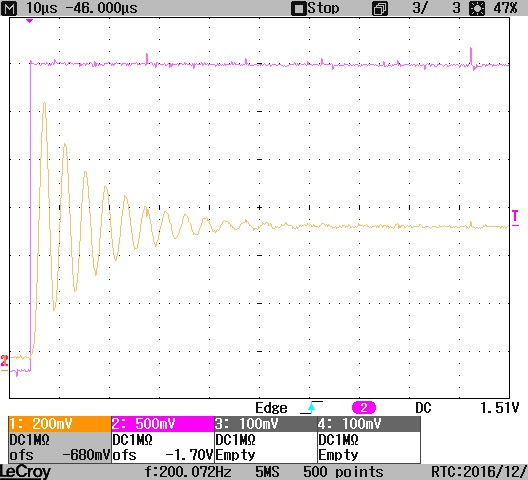 M 10µs -46.000µs Stop 3/ 3 47%
T
2
Edge 2 DC 1.51V
1: 200mV 2: 500mV 3: 100mV 4: 100mV
DC1MΩ DC1MΩ DC1MΩ DC1MΩ
ofs -680mV ofs -1.70V Empty Empty
LeCroy f:200.072Hz 5MS 500 points RTC:2016/12/